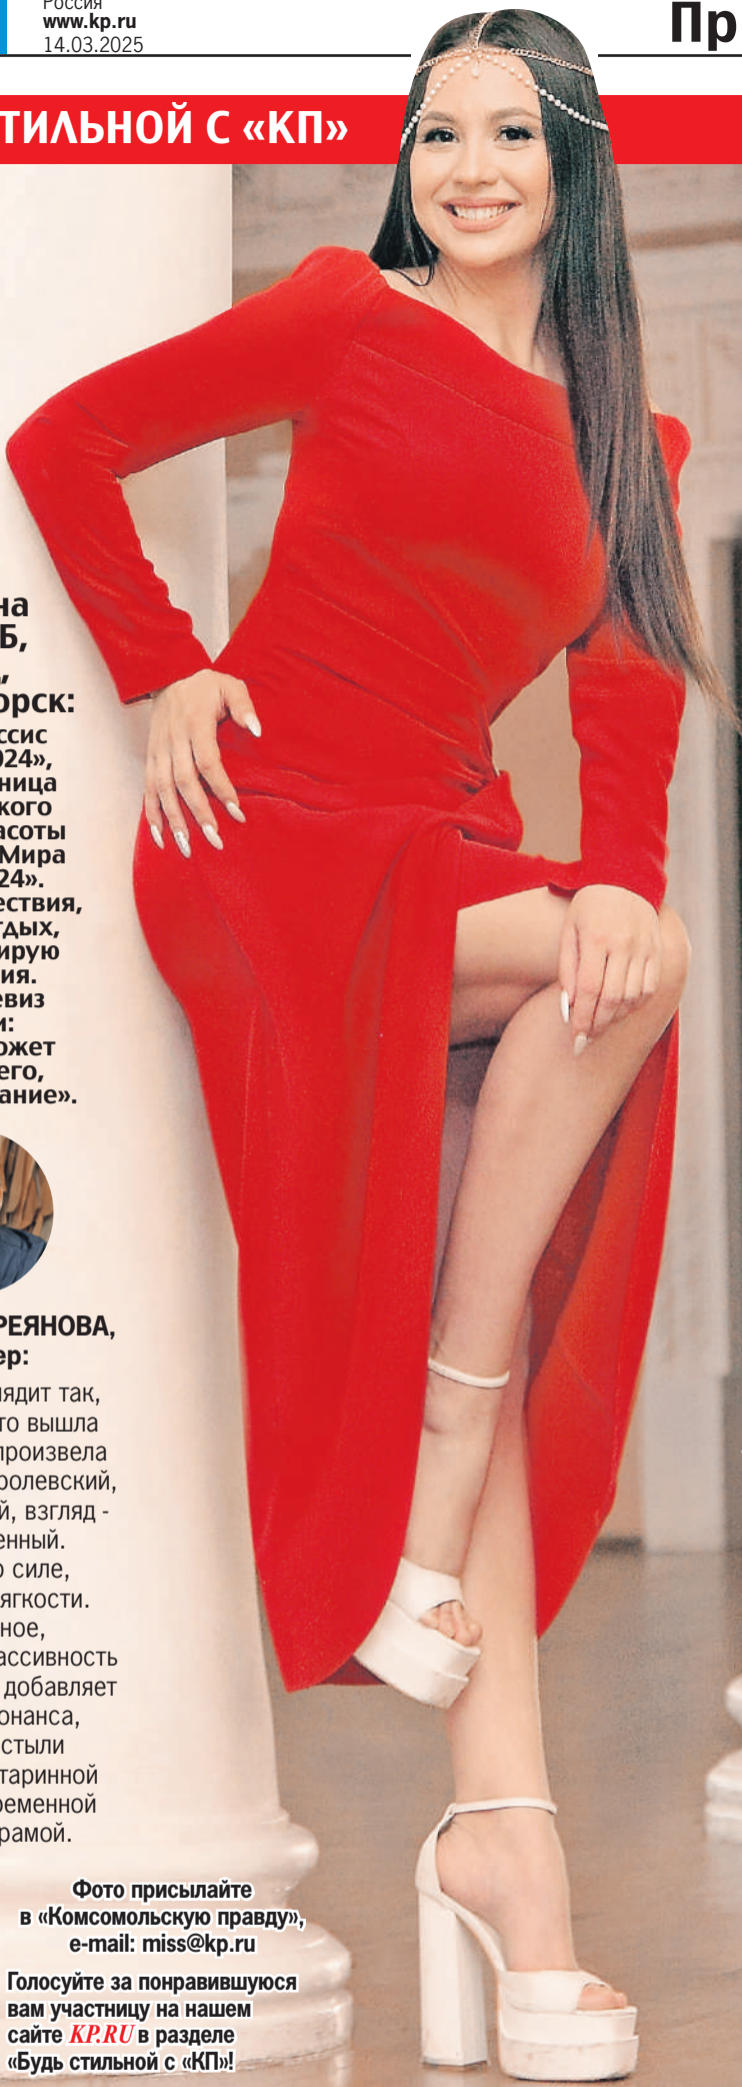 Россия
www.kp.ru
14.03.2025
Пр
ТИЛЬНОЙ С «КП»
на
Б,
,
орск:
ссис
024»,
ница
кого
асоты
Мира
24».
ествия,
тдых,
ирую
ия.
евиз
и:
ожет
его,
ание».
РЕЯНОВА,
ер:
лядит так,
то вышла
произвела
ролевский,
й, взгляд -
енный.
о силе,
ягкости.
ное,
ассивность
добавляет
онанса,
стыли
таринной
ременной
рамой.
Фото присылайте
в «Комсомольскую правду»,
e-mail: miss@kp.ru
Голосуйте за понравившуюся
вам участницу на нашем
сайте KP.RU в разделе
«Будь стильной с «КП»!